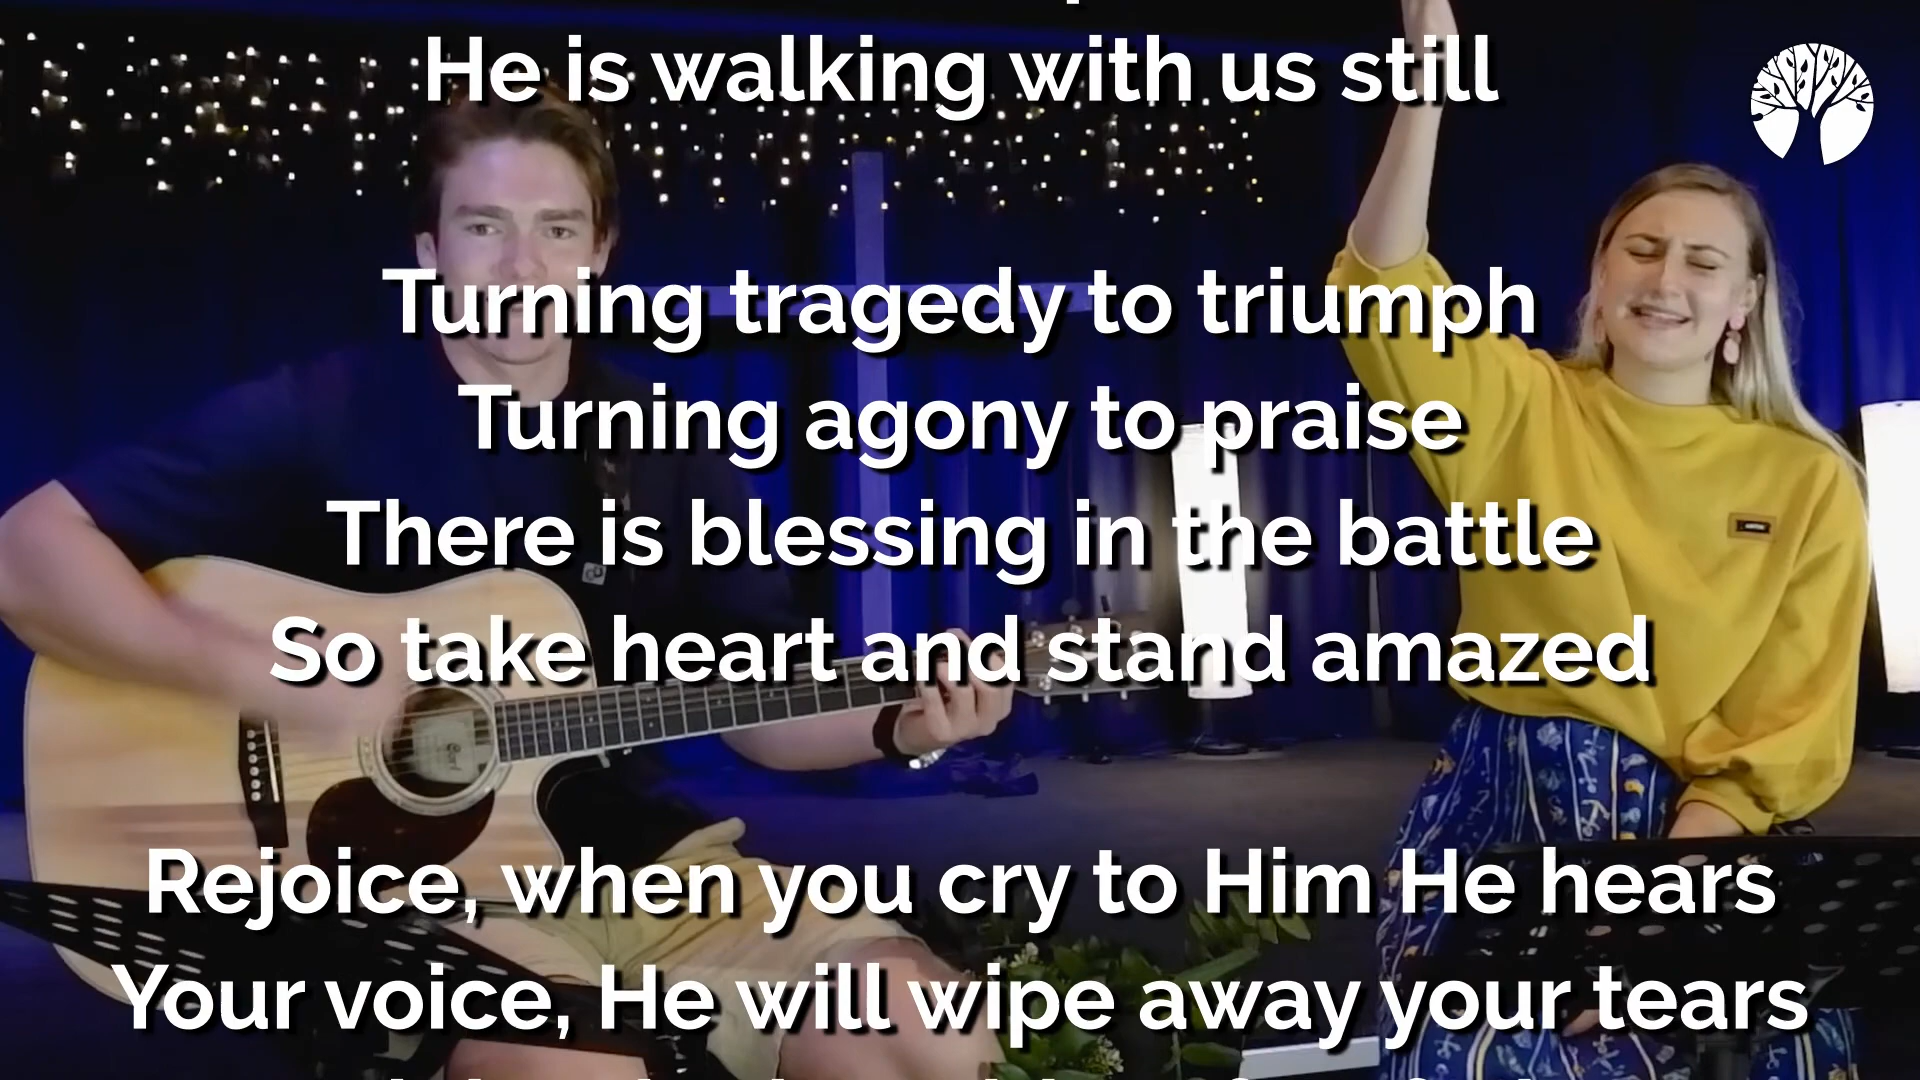 He is walking with us still
Turning tragedy to triumph
Turning agony to praise
There is blessing in the battle
So take heart and stand amazed
Rejoice, when you cry to Him He hears
Your voice, He will wipe away your tears